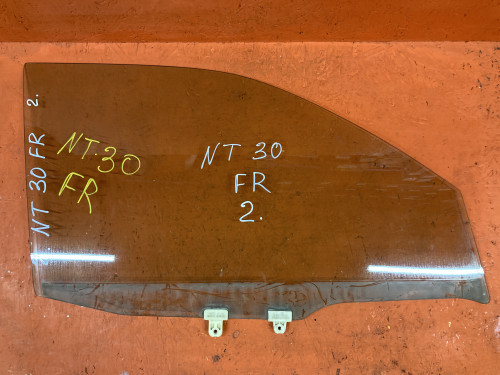 NT 30 FR 2.
NT.30
FR
NT 30
FR
2.